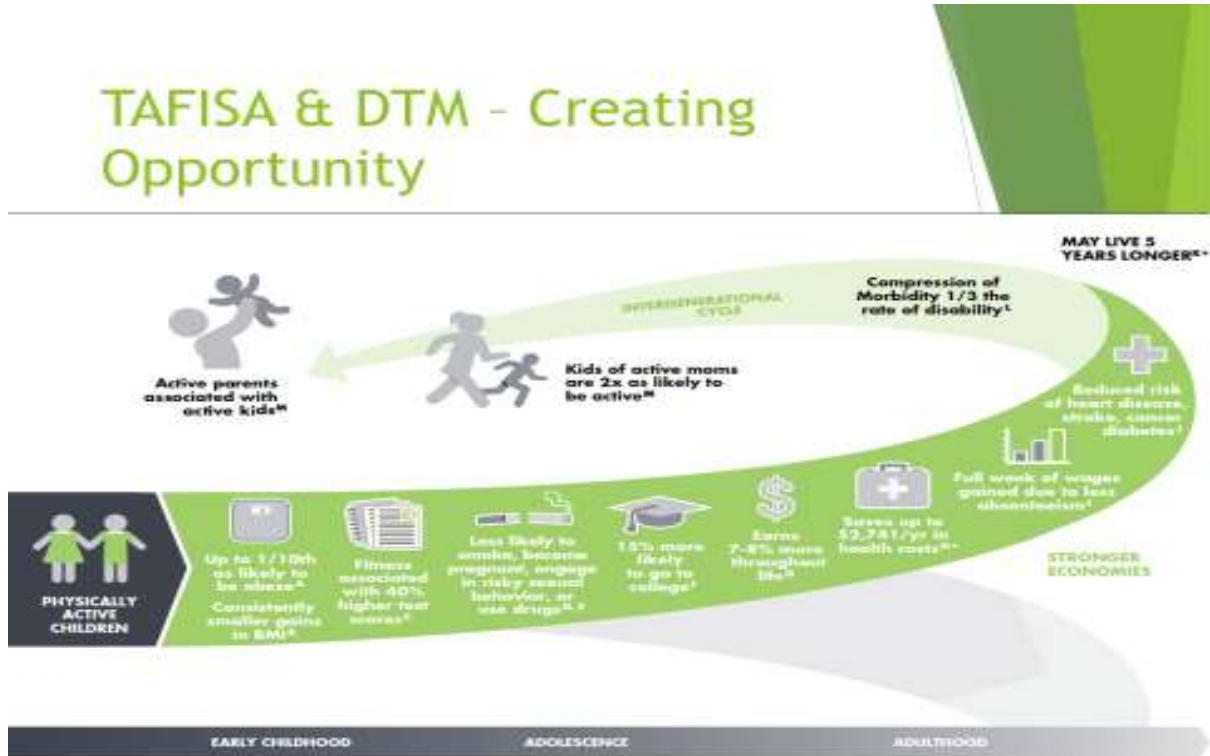 TAFISA & DTM – Creating
Opportunity
MAY LIVE 5
YEARS LONGER
Compression of
Morbidity 1/3 the
rate of disability
INTERGENERATIONAL
CYCLE
Active parents
associated with
active kids
Kids of active moms
are 2x as likely to
be active
Reduced risk
of heart disease,
stroke, cancer
diabetes
Full week of wages
gained due to less
absenteeism
PHYSICALLY
ACTIVE
CHILDREN
Up to 1/10th
as likely to
be obese
Consistently
smaller gains
in BMI
Fitness
associated
with 40%
higher test
scores
Less likely to
smoke, become
pregnant, engage
in risky sexual
behavior, or
use drugs
15% more
likely
to go to
college
Earns
7-8% more
throughout
life
Saves up to
$2,741/yr in
health costs
STRONGER
ECONOMIES
EARLY CHILDHOOD
ADOLESCENCE
ADULTHOOD